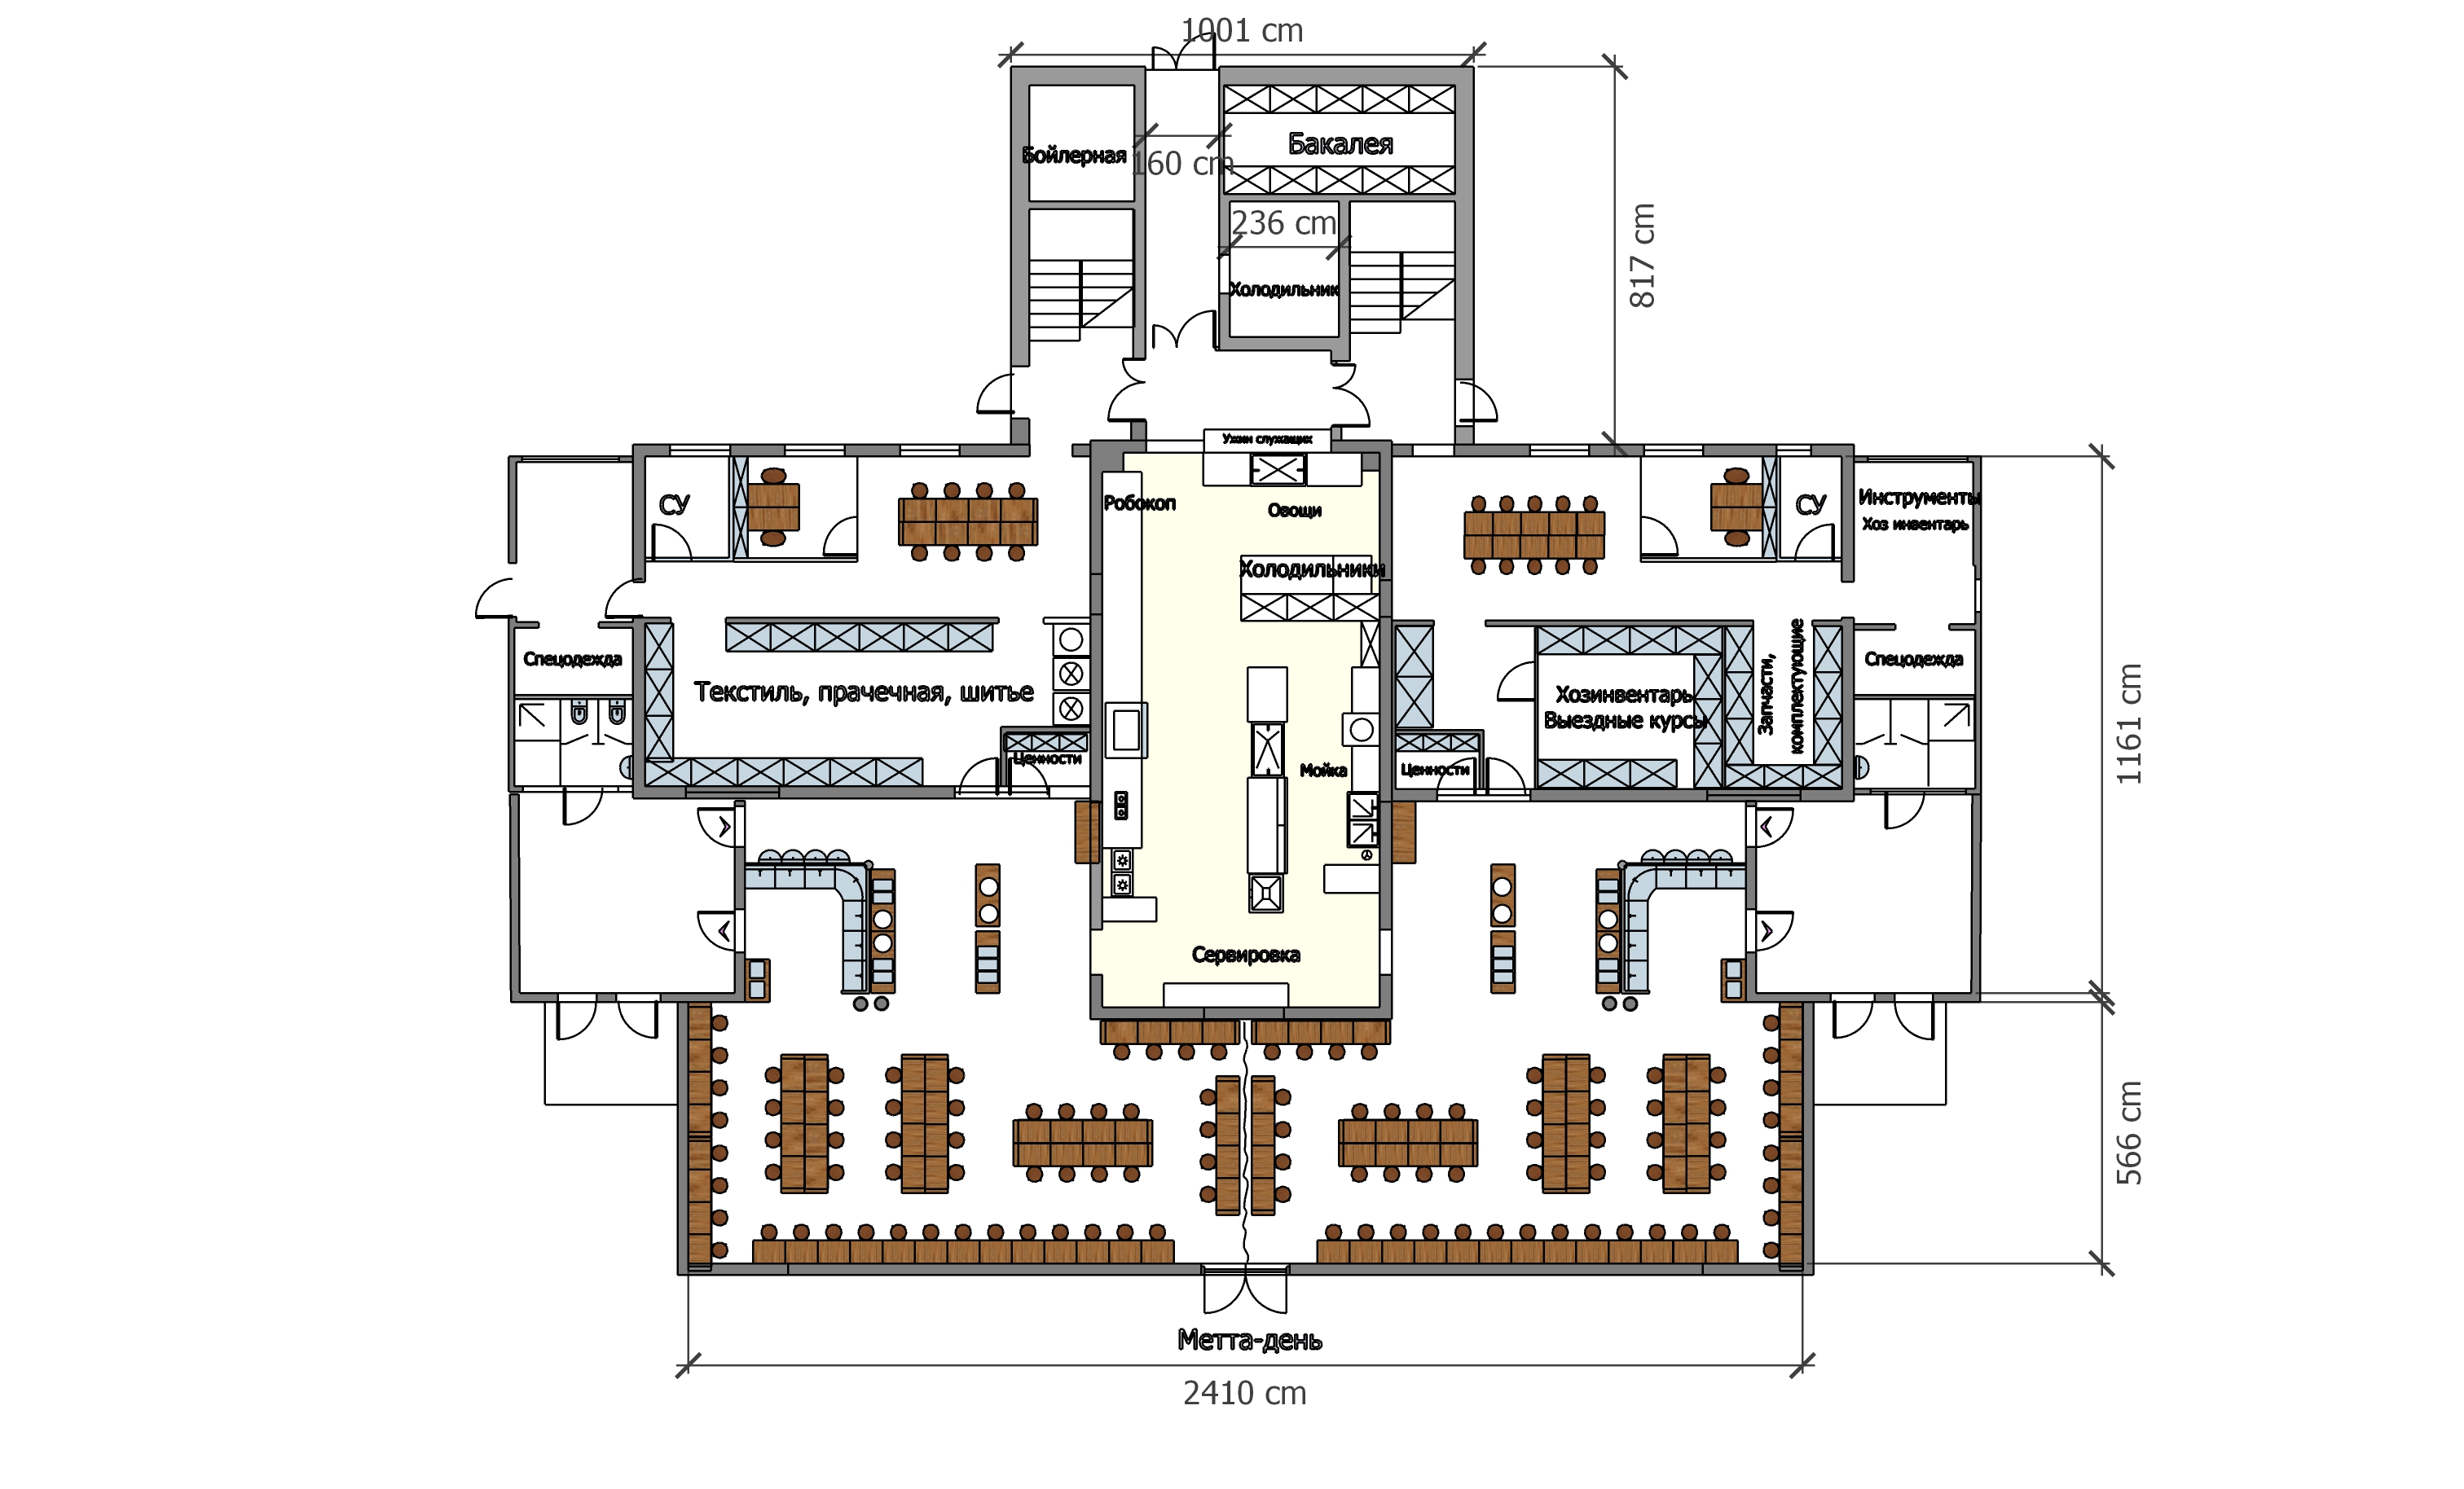 1001 cm
Бойлерная
160 cm
Бакалея
236 cm
Холодильник
817 cm
Ужин служащих
СУ
Робокоп
Овощи
СУ
Инструменты
Хоз инвентарь
Холодильники
Спецодежда
Текстиль, прачечная, шитье
Ценности
Мойка
Ценности
Хозинвентарь
Выездные курсы
Запчасти,
комплектующие
Спецодежда
1161 cm
Сервировка
566 cm
Метта-день
2410 cm